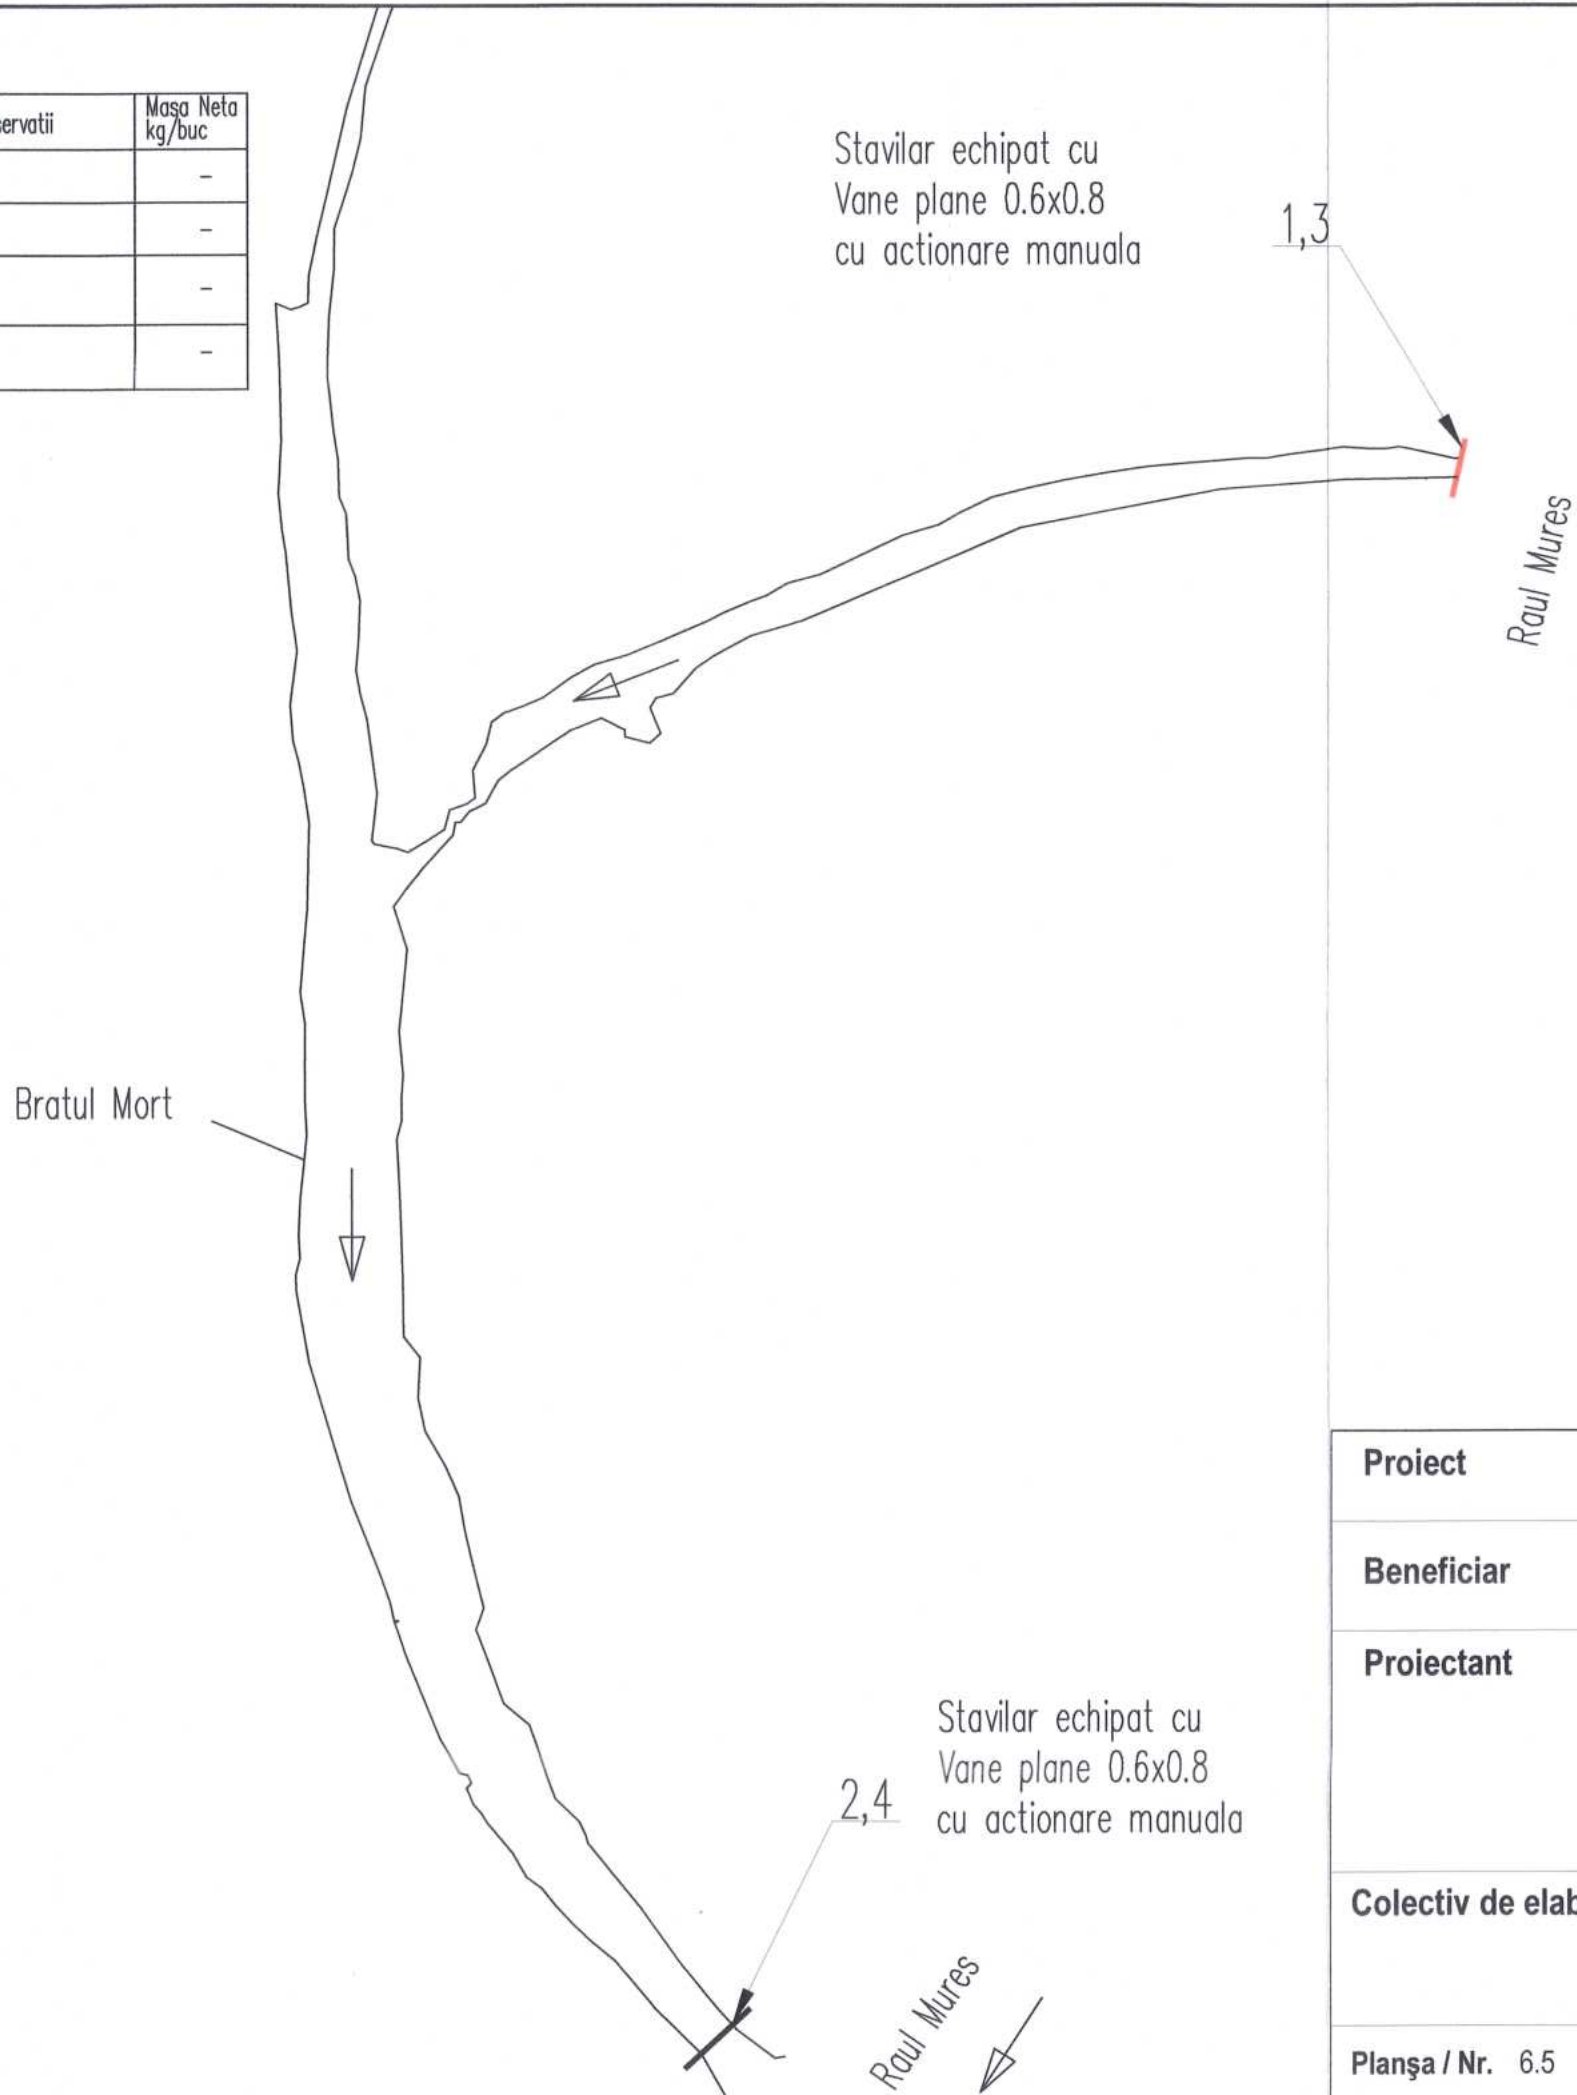 Masa Neta
kg/buc
-
-
-
-
Stavilar echipat cu
Vane plane 0.6x0.8
cu actionare manuala
1,3
Raul Mures
Bratul Mort
Stavilar echipat cu
Vane plane 0.6x0.8
cu actionare manuala
2,4
Raul Mures
Proiect
Beneficiar
Proiectant
Colectiv de
Planşa / Nr. 6.5